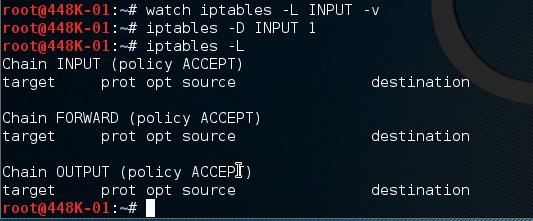 root@448K-01:~# watch iptables -L INPUT -v
root@448K-01:~# iptables -D INPUT 1
root@448K-01:~# iptables -L
Chain INPUT (policy ACCEPT)
target     prot opt source               destination

Chain FORWARD (policy ACCEPT)
target     prot opt source               destination

Chain OUTPUT (policy ACCEPT)
target     prot opt source               destination
root@448K-01:~#